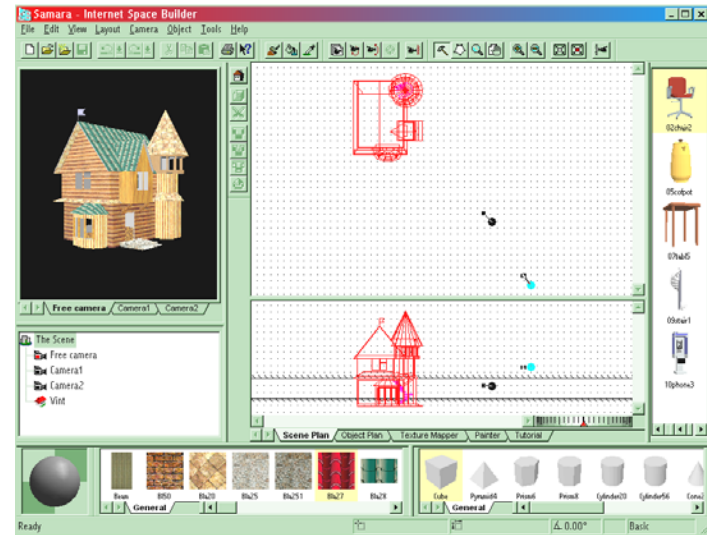 Samara - Internet Space Builder
File Edit View Layout Camera Object Tools Help
02chair2
05cofpot
07tabl5
09stair1
10phone3
Free camera Camera1 Camera2
The Scene
Free camera
Camera1
Camera2
Vint
Scene Plan Object Plan Texture Mapper Painter Tutorial
Beam Bl50 Bla20 Bla25 Bla251 Bla27 Bla28
General
Cube Pyramid4 Prism6 Prism8 Cylinder20 Cylinder56 Cone2
General
Ready
0.00°
Basic